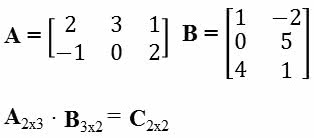 A = [ 2 3 1 ] B = [ 1 -2 ]
[ -1 0 2 ] [ 0 5 ]
[ 4 1 ]
A₂ₓ₃ · B₃ₓ₂ = C₂ₓ₂